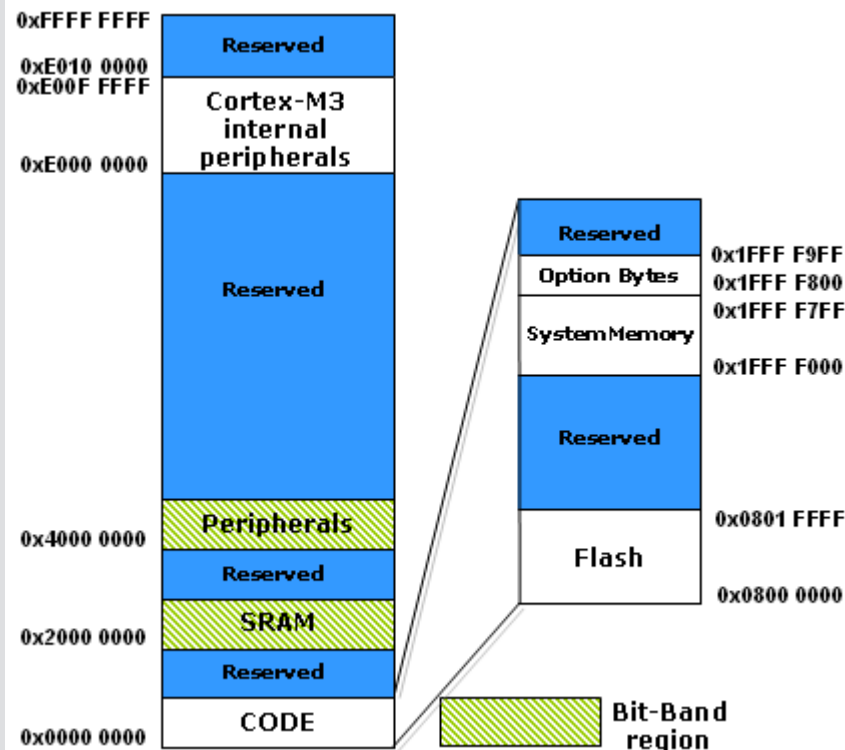 0xFFFF FFFF
Reserved
0xE010 0000
0xE00F FFFF
Cortex-M3
internal
peripherals
0xE000 0000
Reserved
Peripherals
0x4000 0000
Reserved
SRAM
0x2000 0000
Reserved
CODE
0x0000 0000
Reserved
0x1FFF F9FF
Option Bytes
0x1FFF F800
0x1FFF F7FF
SystemMemory
0x1FFF F000
Reserved
0x0801 FFFF
Flash
0x0800 0000
Bit-Band
region